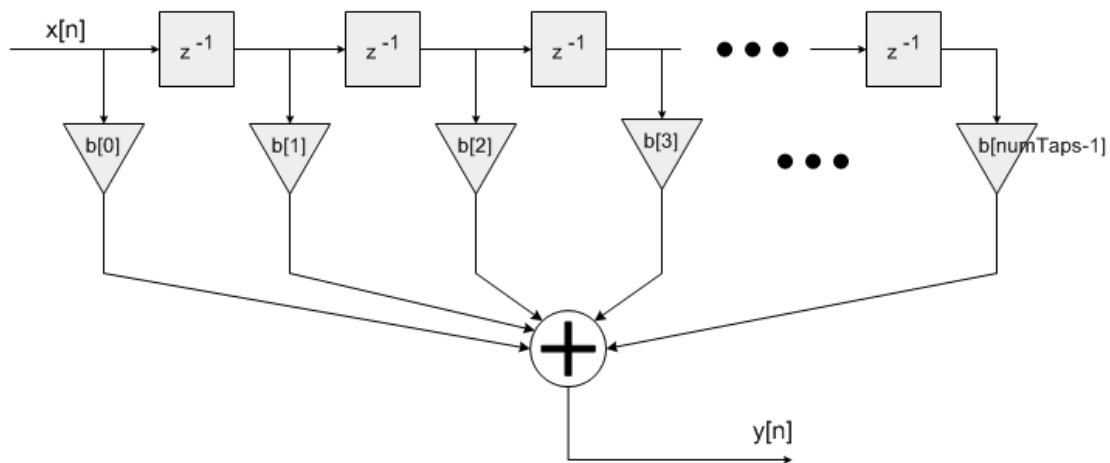 x[n]
z -1
z -1
z -1
z -1
b[0]
b[1]
b[2]
b[3]
b[numTaps-1]
y[n]